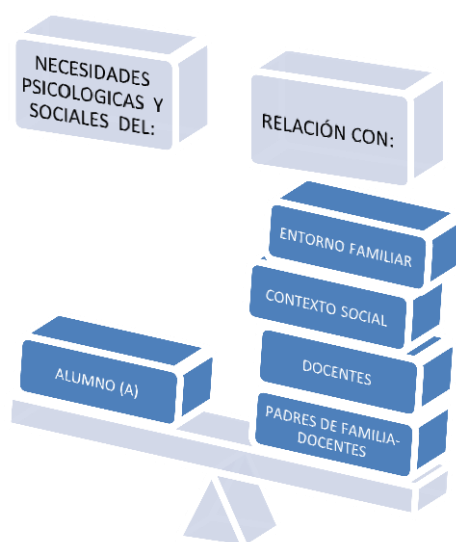 NECESIDADES
PSICOLOGICAS Y
SOCIALES DEL:
RELACIÓN CON:
ENTORNO FAMILIAR
CONTEXTO SOCIAL
DOCENTES
PADRES DE FAMILIA-
DOCENTES
ALUMNO (A)